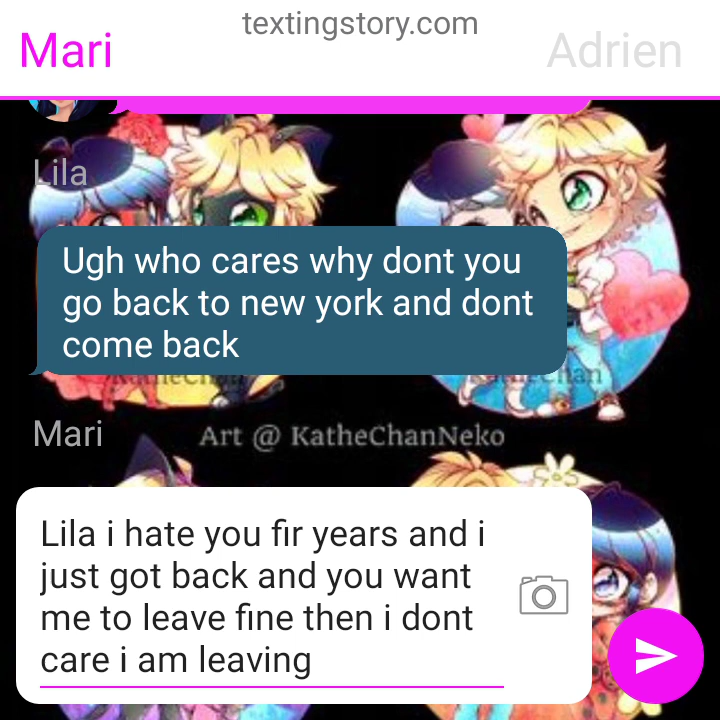 textingstory.com
Mari Adrien
Lila
Ugh who cares why dont you
go back to new york and dont
come back
Mari
Art @ KatheChanNeko
Lila i hate you fir years and i
just got back and you want
me to leave fine then i dont
care i am leaving